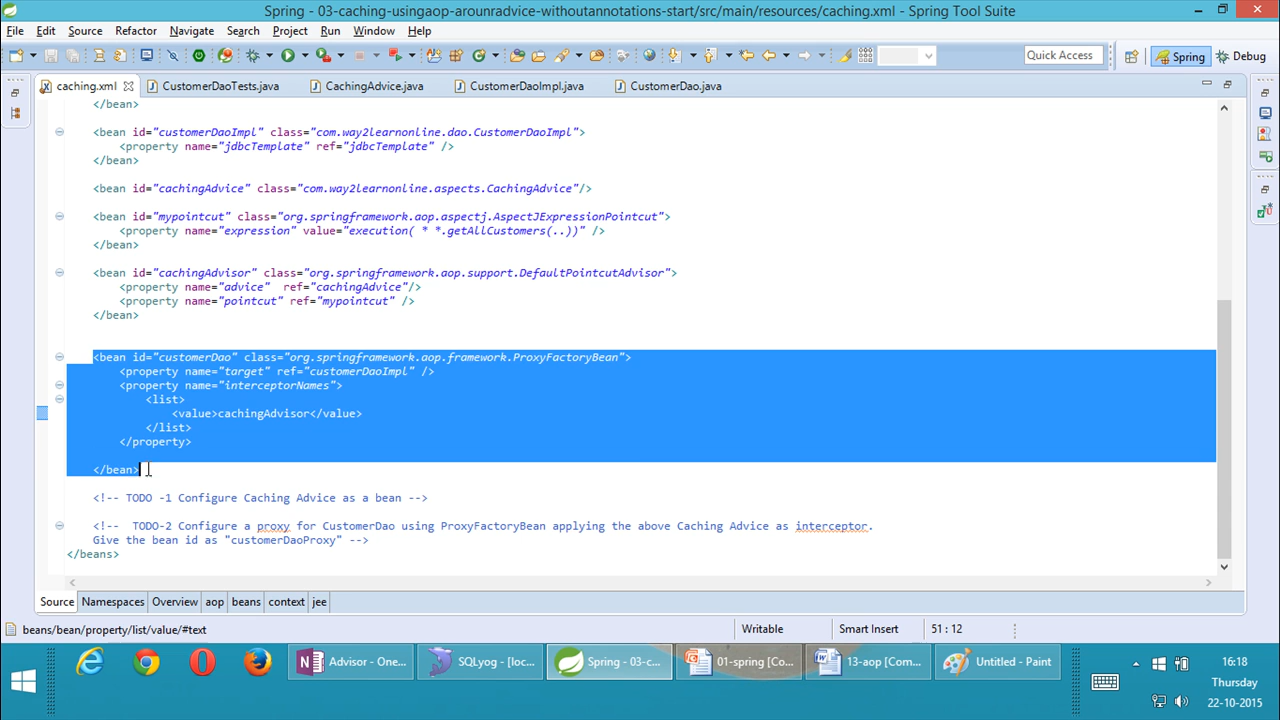 Spring - 03-caching-usingaop-arounradvice-withoutannotations-start/src/main/resources/caching.xml - Spring Tool Suite
File Edit Source Refactor Navigate Search Project Run Window Help
Quick Access
Spring
Debug
caching.xml
CustomerDaoTests.java
CachingAdvice.java
CustomerDaoImpl.java
CustomerDao.java
</bean>
<bean id="customerDaoImpl" class="com.way2learnonline.dao.CustomerDaoImpl">
<property name="jdbcTemplate" ref="jdbcTemplate" />
</bean>
<bean id="cachingAdvice" class="com.way2learnonline.aspects.CachingAdvice"/>
<bean id="mypointcut" class="org.springframework.aop.aspectj.AspectJExpressionPointcut">
<property name="expression" value="execution( * *.getAllCustomers(..))" />
</bean>
<bean id="cachingAdvisor" class="org.springframework.aop.support.DefaultPointcutAdvisor">
<property name="advice"  ref="cachingAdvice"/>
<property name="pointcut" ref="mypointcut" />
</bean>
<bean id="customerDao" class="org.springframework.aop.framework.ProxyFactoryBean">
<property name="target" ref="customerDaoImpl" />
<property name="interceptorNames">
<list>
<value>cachingAdvisor</value>
</list>
</property>
</bean>
<!-- TODO -1 Configure Caching Advice as a bean -->
<!--  TODO-2 Configure a proxy for CustomerDao using ProxyFactoryBean applying the above Caching Advice as interceptor.
Give the bean id as "customerDaoProxy" -->
</beans>
Source Namespaces Overview aop beans context jee
beans/bean/property/list/value/#text
Writable
Smart Insert
51 : 12
Advisor - One...
SQLyog - [loc...
Spring - 03-c...
01-spring [Co...
13-aop [Com...
Untitled - Paint
16:18
Thursday
22-10-2015